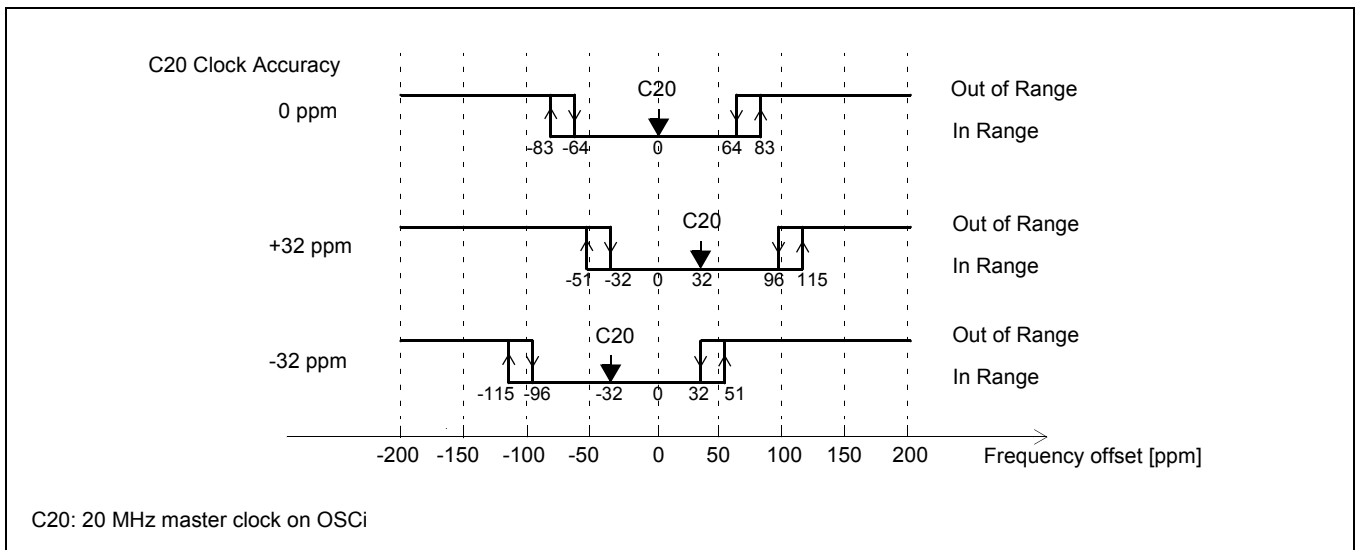 C20 Clock Accuracy
C20
Out of Range
0 ppm
In Range
-83 -64 0 64 83
C20
Out of Range
+32 ppm
In Range
-51 -32 0 32 96 115
C20
Out of Range
-32 ppm
In Range
-115 -96 -32 0 32 51
-200 -150 -100 -50 0 50 100 150 200 Frequency offset [ppm]
C20: 20 MHz master clock on OSCi